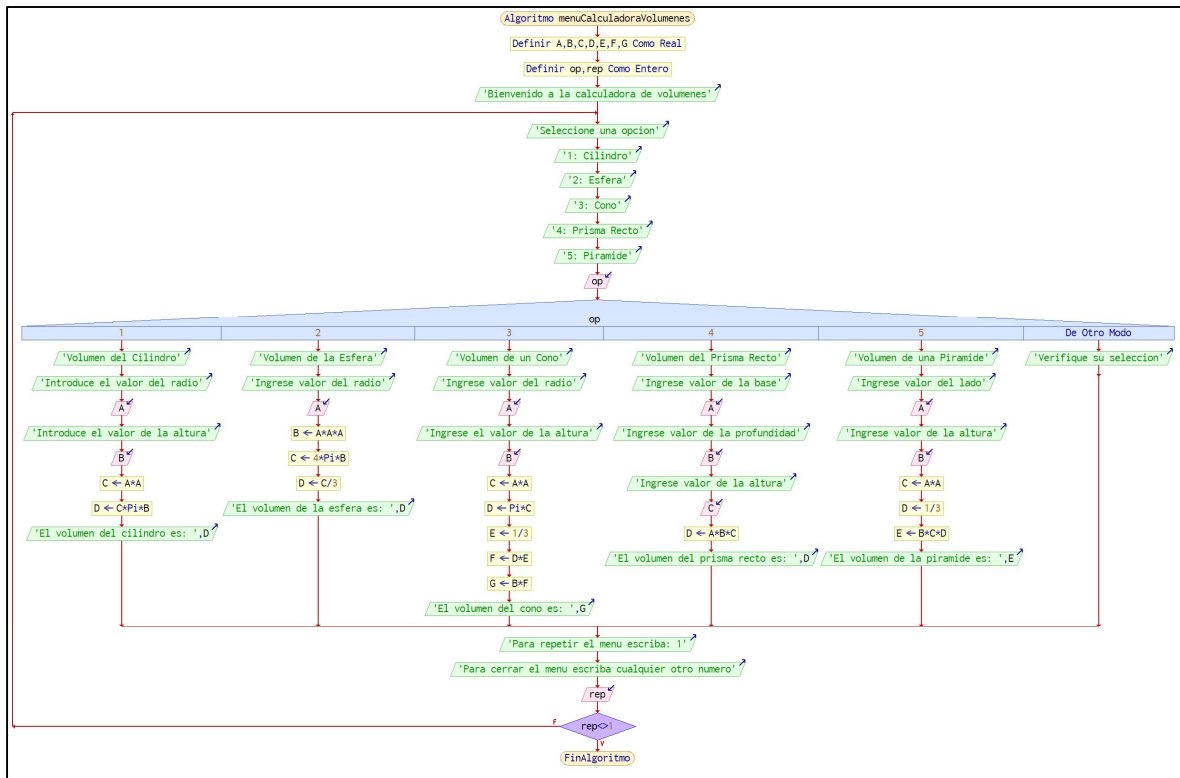 Algoritmo menuCalculadoraVolumenes
Definir A,B,C,D,E,F,G Como Real
Definir op,rep Como Entero
'Bienvenido a la calculadora de volumenes'
'Seleccione una opcion'
'1: Cilindro'
'2: Esfera'
'3: Cono'
'4: Prisma Recto'
'5: Piramide'
op
op
1
'Volumen del Cilindro'
'Introduce el valor del radio'
A
'Introduce el valor de la altura'
B
C ← A*A
D ← C*Pi*B
'El volumen del cilindro es: ',D
2
'Volumen de la Esfera'
'Ingrese valor del radio'
A
B ← A*A*A
C ← 4*Pi*B
D ← C/3
'El volumen de la esfera es: ',D
3
'Volumen de un Cono'
'Ingrese valor del radio'
A
'Ingrese el valor de la altura'
B
C ← A*A
D ← Pi*C
E ← 1/3
F ← D*E
G ← B*F
'El volumen del cono es: ',G
4
'Volumen del Prisma Recto'
'Ingrese valor de la base'
A
'Ingrese valor de la profundidad'
B
'Ingrese valor de la altura'
C
D ← A*B*C
'El volumen del prisma recto es: ',D
5
'Volumen de una Piramide'
'Ingrese valor del lado'
A
'Ingrese valor de la altura'
B
C ← A*A
D ← 1/3
E ← B*C*D
'El volumen de la piramide es: ',E
De Otro Modo
'Verifique su seleccion'
'Para repetir el menu escriba: 1'
'Para cerrar el menu escriba cualquier otro numero'
rep
F
rep<>1
V
FinAlgoritmo